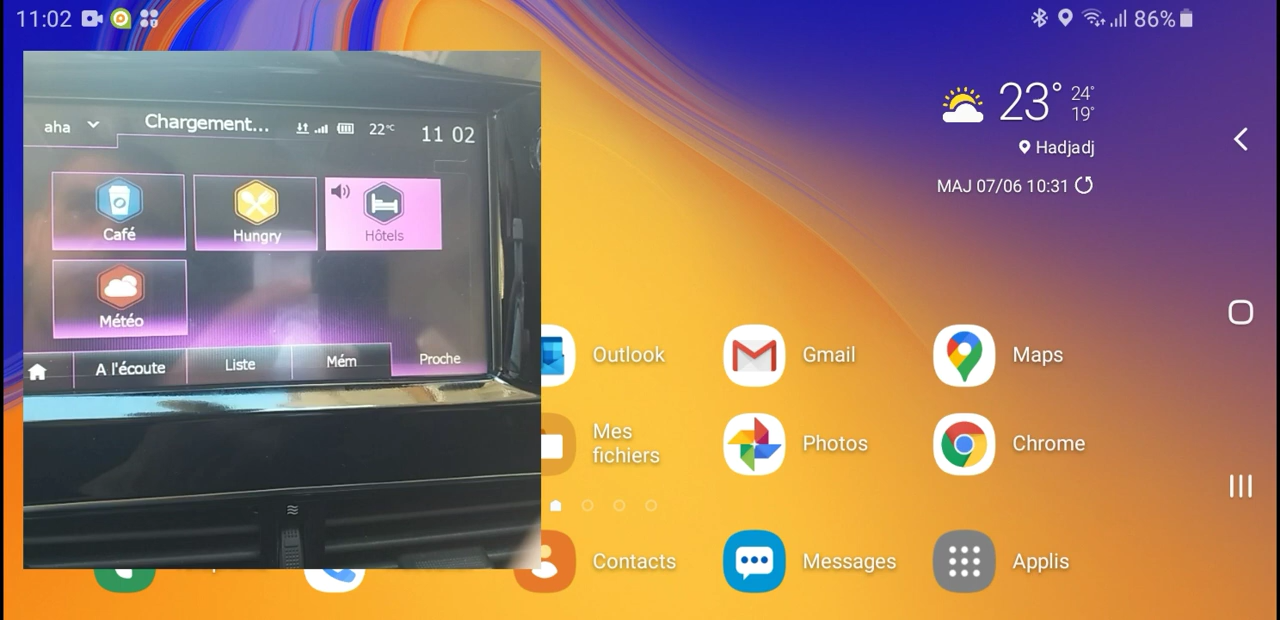 11:02
86%
23° 24° 19°
Hadjadj
MAJ 07/06 10:31
aha
Chargement...
22°C
11 02
Café
Hungry
Hôtels
Météo
A l'écoute
Liste
Mém
Proche
Outlook
Gmail
Maps
Mes
fichiers
Photos
Chrome
Contacts
Messages
Applis